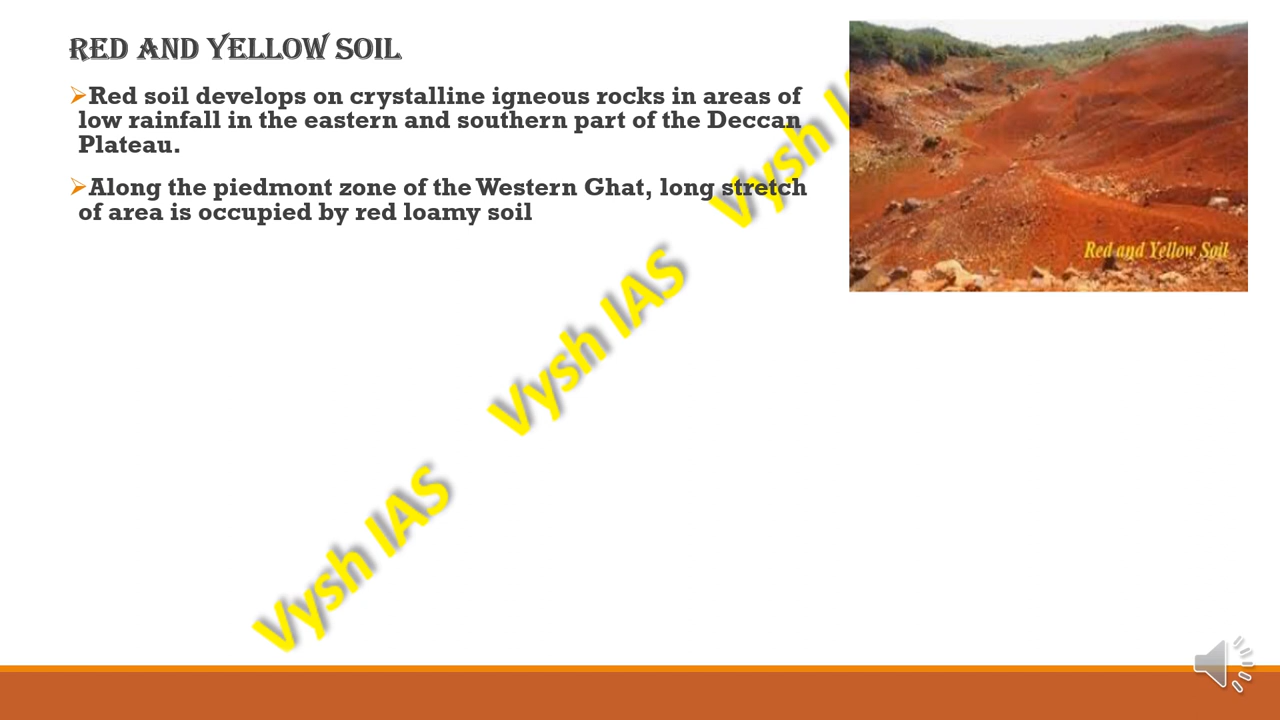 RED AND YELLOW SOIL
➢Red soil develops on crystalline igneous rocks in areas of
low rainfall in the eastern and southern part of the Deccan
Plateau.
➢Along the piedmont zone of the Western Ghat, long stretch
of area is occupied by red loamy soil
Red and Yellow Soil
Vysh I
Vysh IAS
Vysh IAS